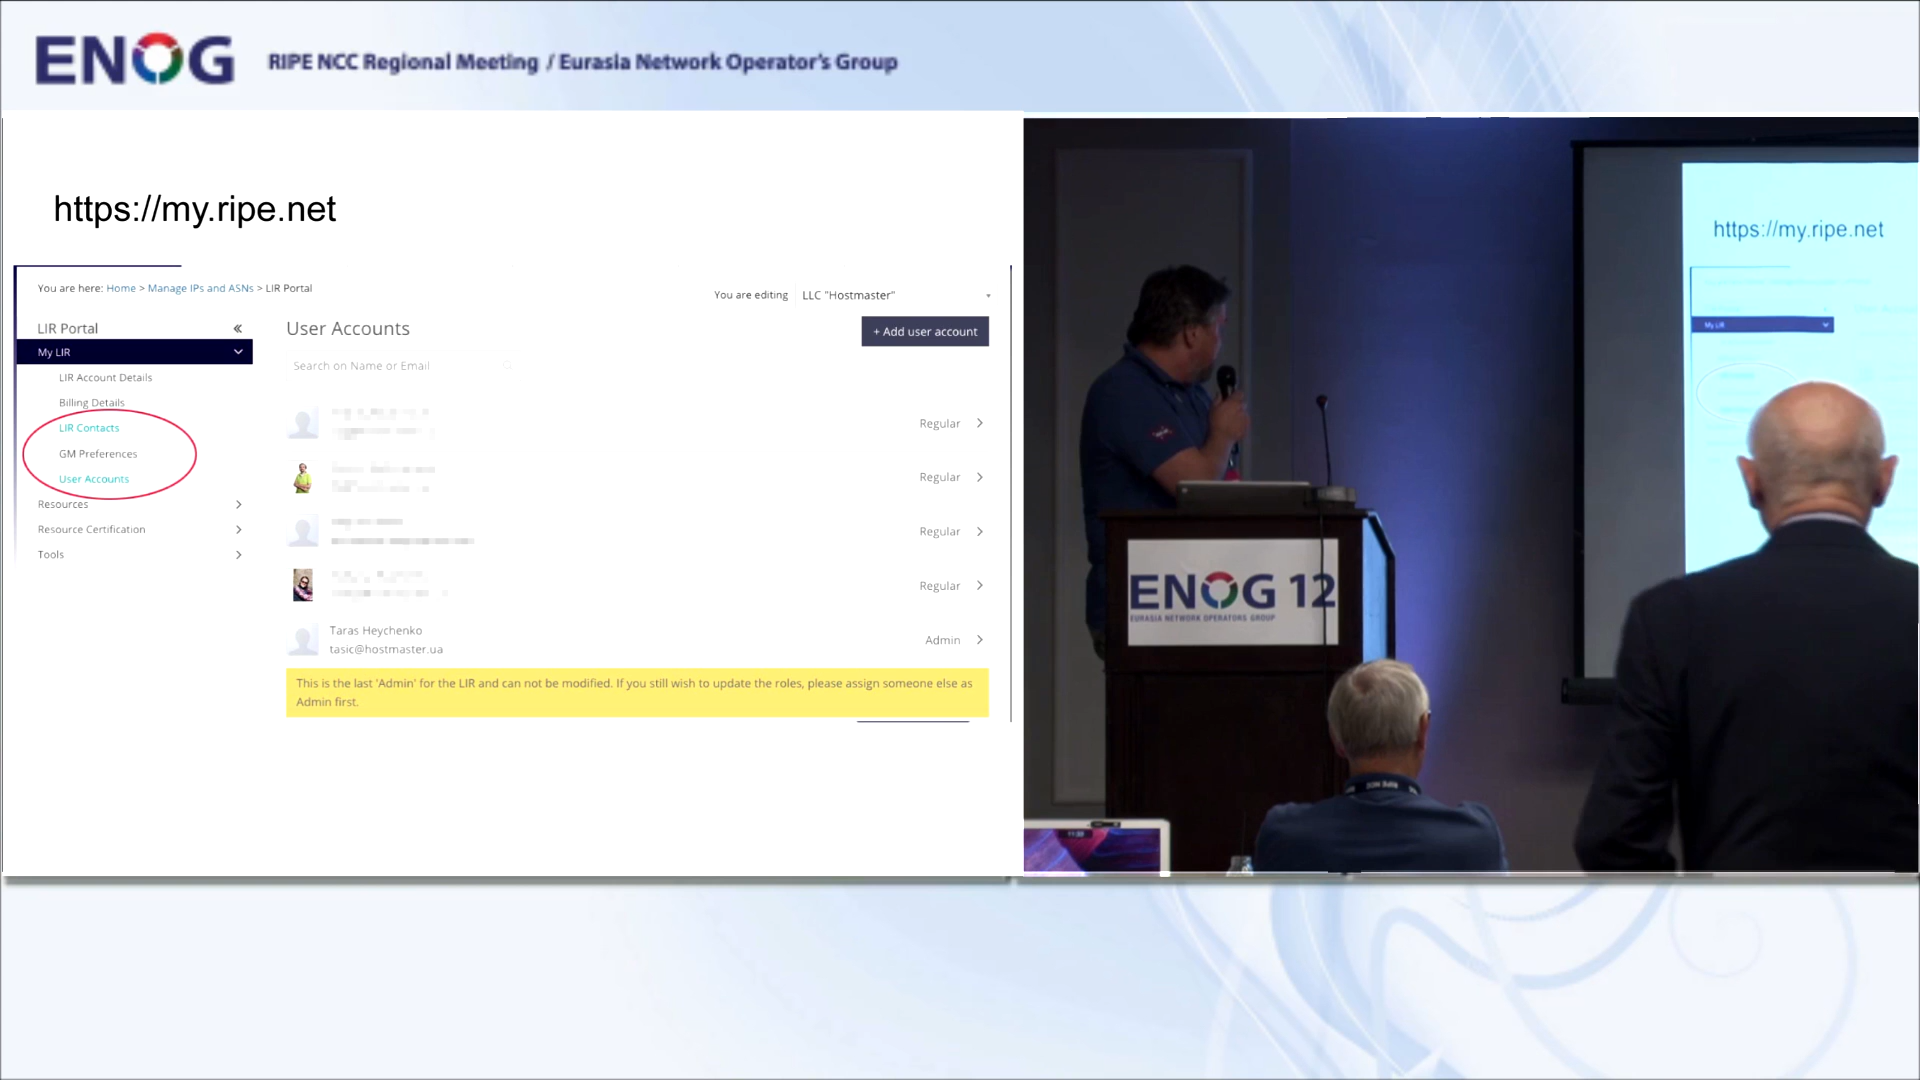 ENOG
RIPE NCC Regional Meeting / Eurasia Network Operator's Group
https://my.ripe.net
You are here: Home > Manage IPs and ASNs > LIR Portal
You are editing LLC "Hostmaster"
LIR Portal
User Accounts
+ Add user account
My LIR
Search on Name or Email
LIR Account Details
Billing Details
LIR Contacts
GM Preferences
User Accounts
Resources
Resource Certification
Tools
Regular
Regular
Regular
Regular
Taras Heychenko
tasic@hostmaster.ua
Admin
This is the last 'Admin' for the LIR and can not be modified. If you still wish to update the roles, please assign someone else as
Admin first.
https://my.ripe.net
My LIR
ENOG 12
EURASIA NETWORK OPERATORS GROUP
RIPE NCC